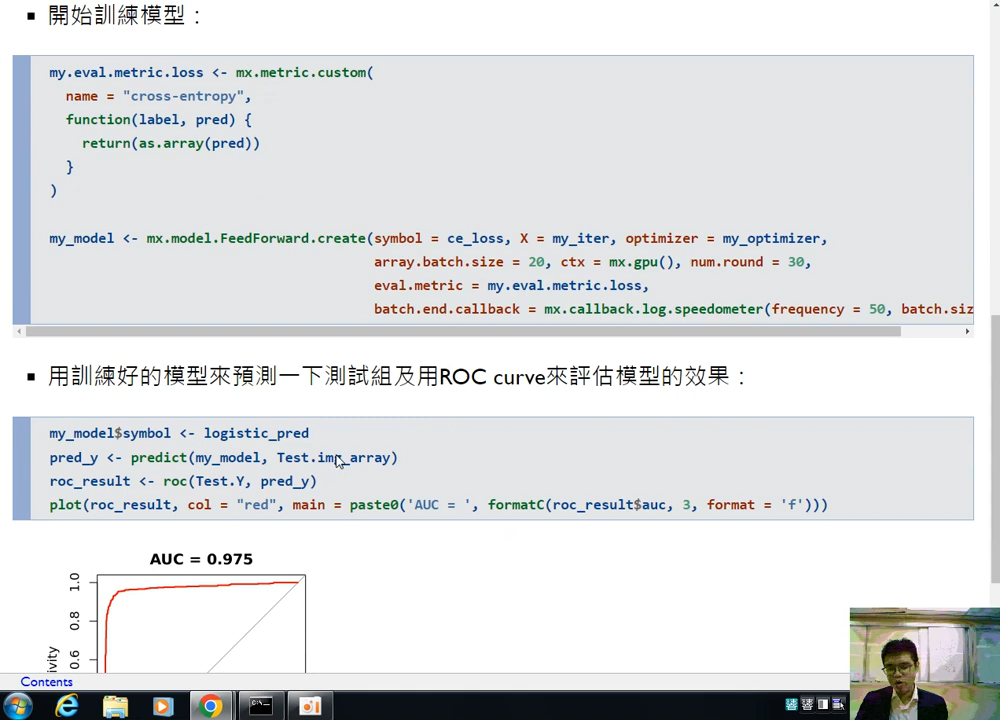 ▪ 開始訓練模型：
my.eval.metric.loss <- mx.metric.custom(
name = "cross-entropy",
function(label, pred) {
return(as.array(pred))
}
)
my_model <- mx.model.FeedForward.create(symbol = ce_loss, X = my_iter, optimizer = my_optimizer,
array.batch.size = 20, ctx = mx.gpu(), num.round = 30,
eval.metric = my.eval.metric.loss,
batch.end.callback = mx.callback.log.speedometer(frequency = 50, batch.siz
▪ 用訓練好的模型來預測一下測試組及用ROC curve來評估模型的效果：
my_model$symbol <- logistic_pred
pred_y <- predict(my_model, Test.img_array)
roc_result <- roc(Test.Y, pred_y)
plot(roc_result, col = "red", main = paste0('AUC = ', formatC(roc_result$auc, 3, format = 'f')))
AUC = 0.975
1.0
0.8
0.6
ivity
Contents